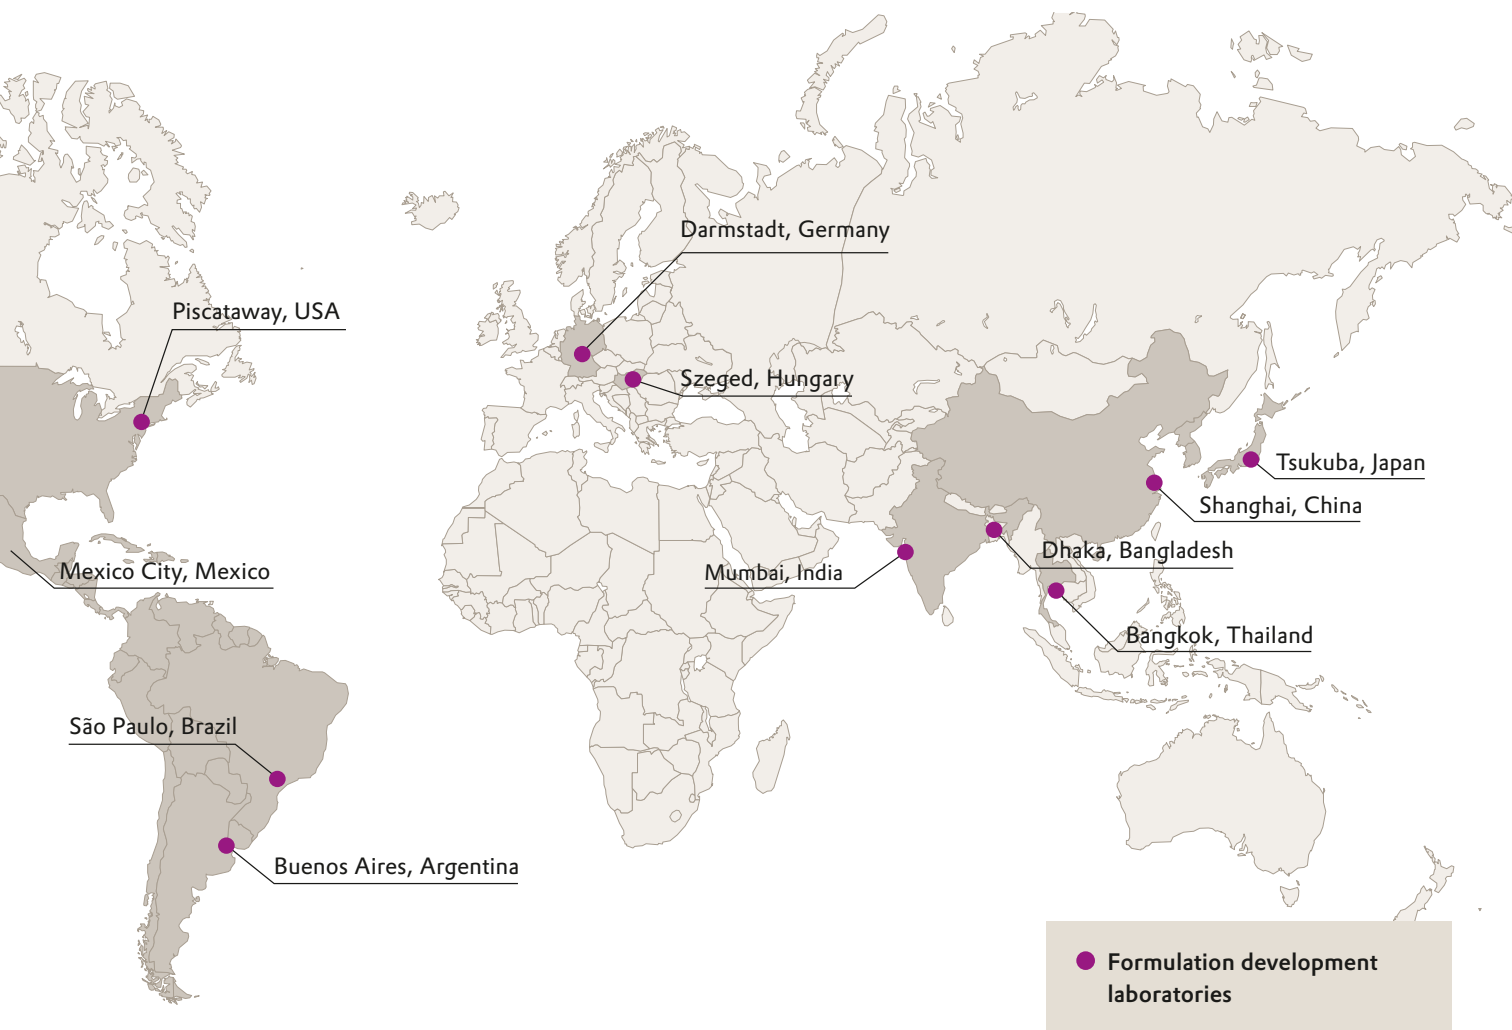 Darmstadt, Germany
Piscataway, USA
Szeged, Hungary
Tsukuba, Japan
Shanghai, China
Dhaka, Bangladesh
Mexico City, Mexico
Mumbai, India
Bangkok, Thailand
São Paulo, Brazil
Buenos Aires, Argentina
Formulation development
laboratories